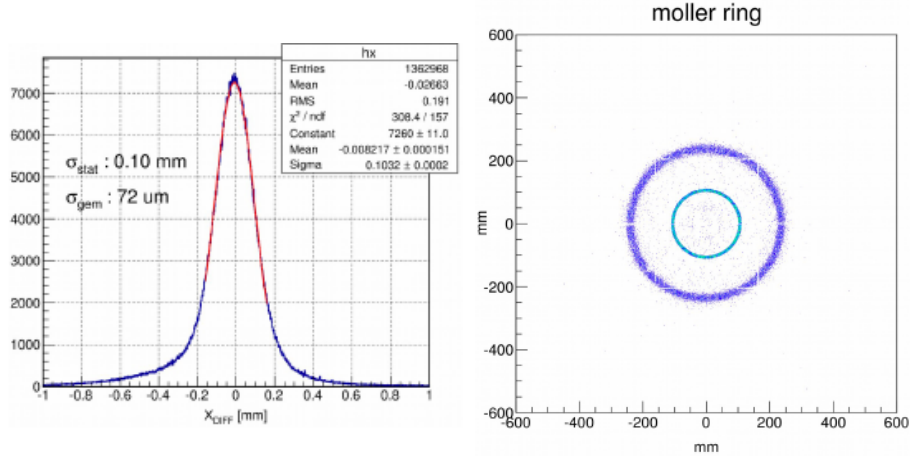 hx
Entries 1362968
Mean -0.02663
RMS 0.191
χ² / ndf 308.4 / 157
Constant 7260 ± 11.0
Mean -0.008217 ± 0.000151
Sigma 0.1032 ± 0.0002
σstat : 0.10 mm
σgem : 72 um
7000
6000
5000
4000
3000
2000
1000
0
-1 -0.8 -0.6 -0.4 -0.2 0 0.2 0.4 0.6 0.8 1
XDIFF [mm]
moller ring
600
400
200
0
-200
-400
-600
mm
-600 -400 -200 0 200 400 600
mm